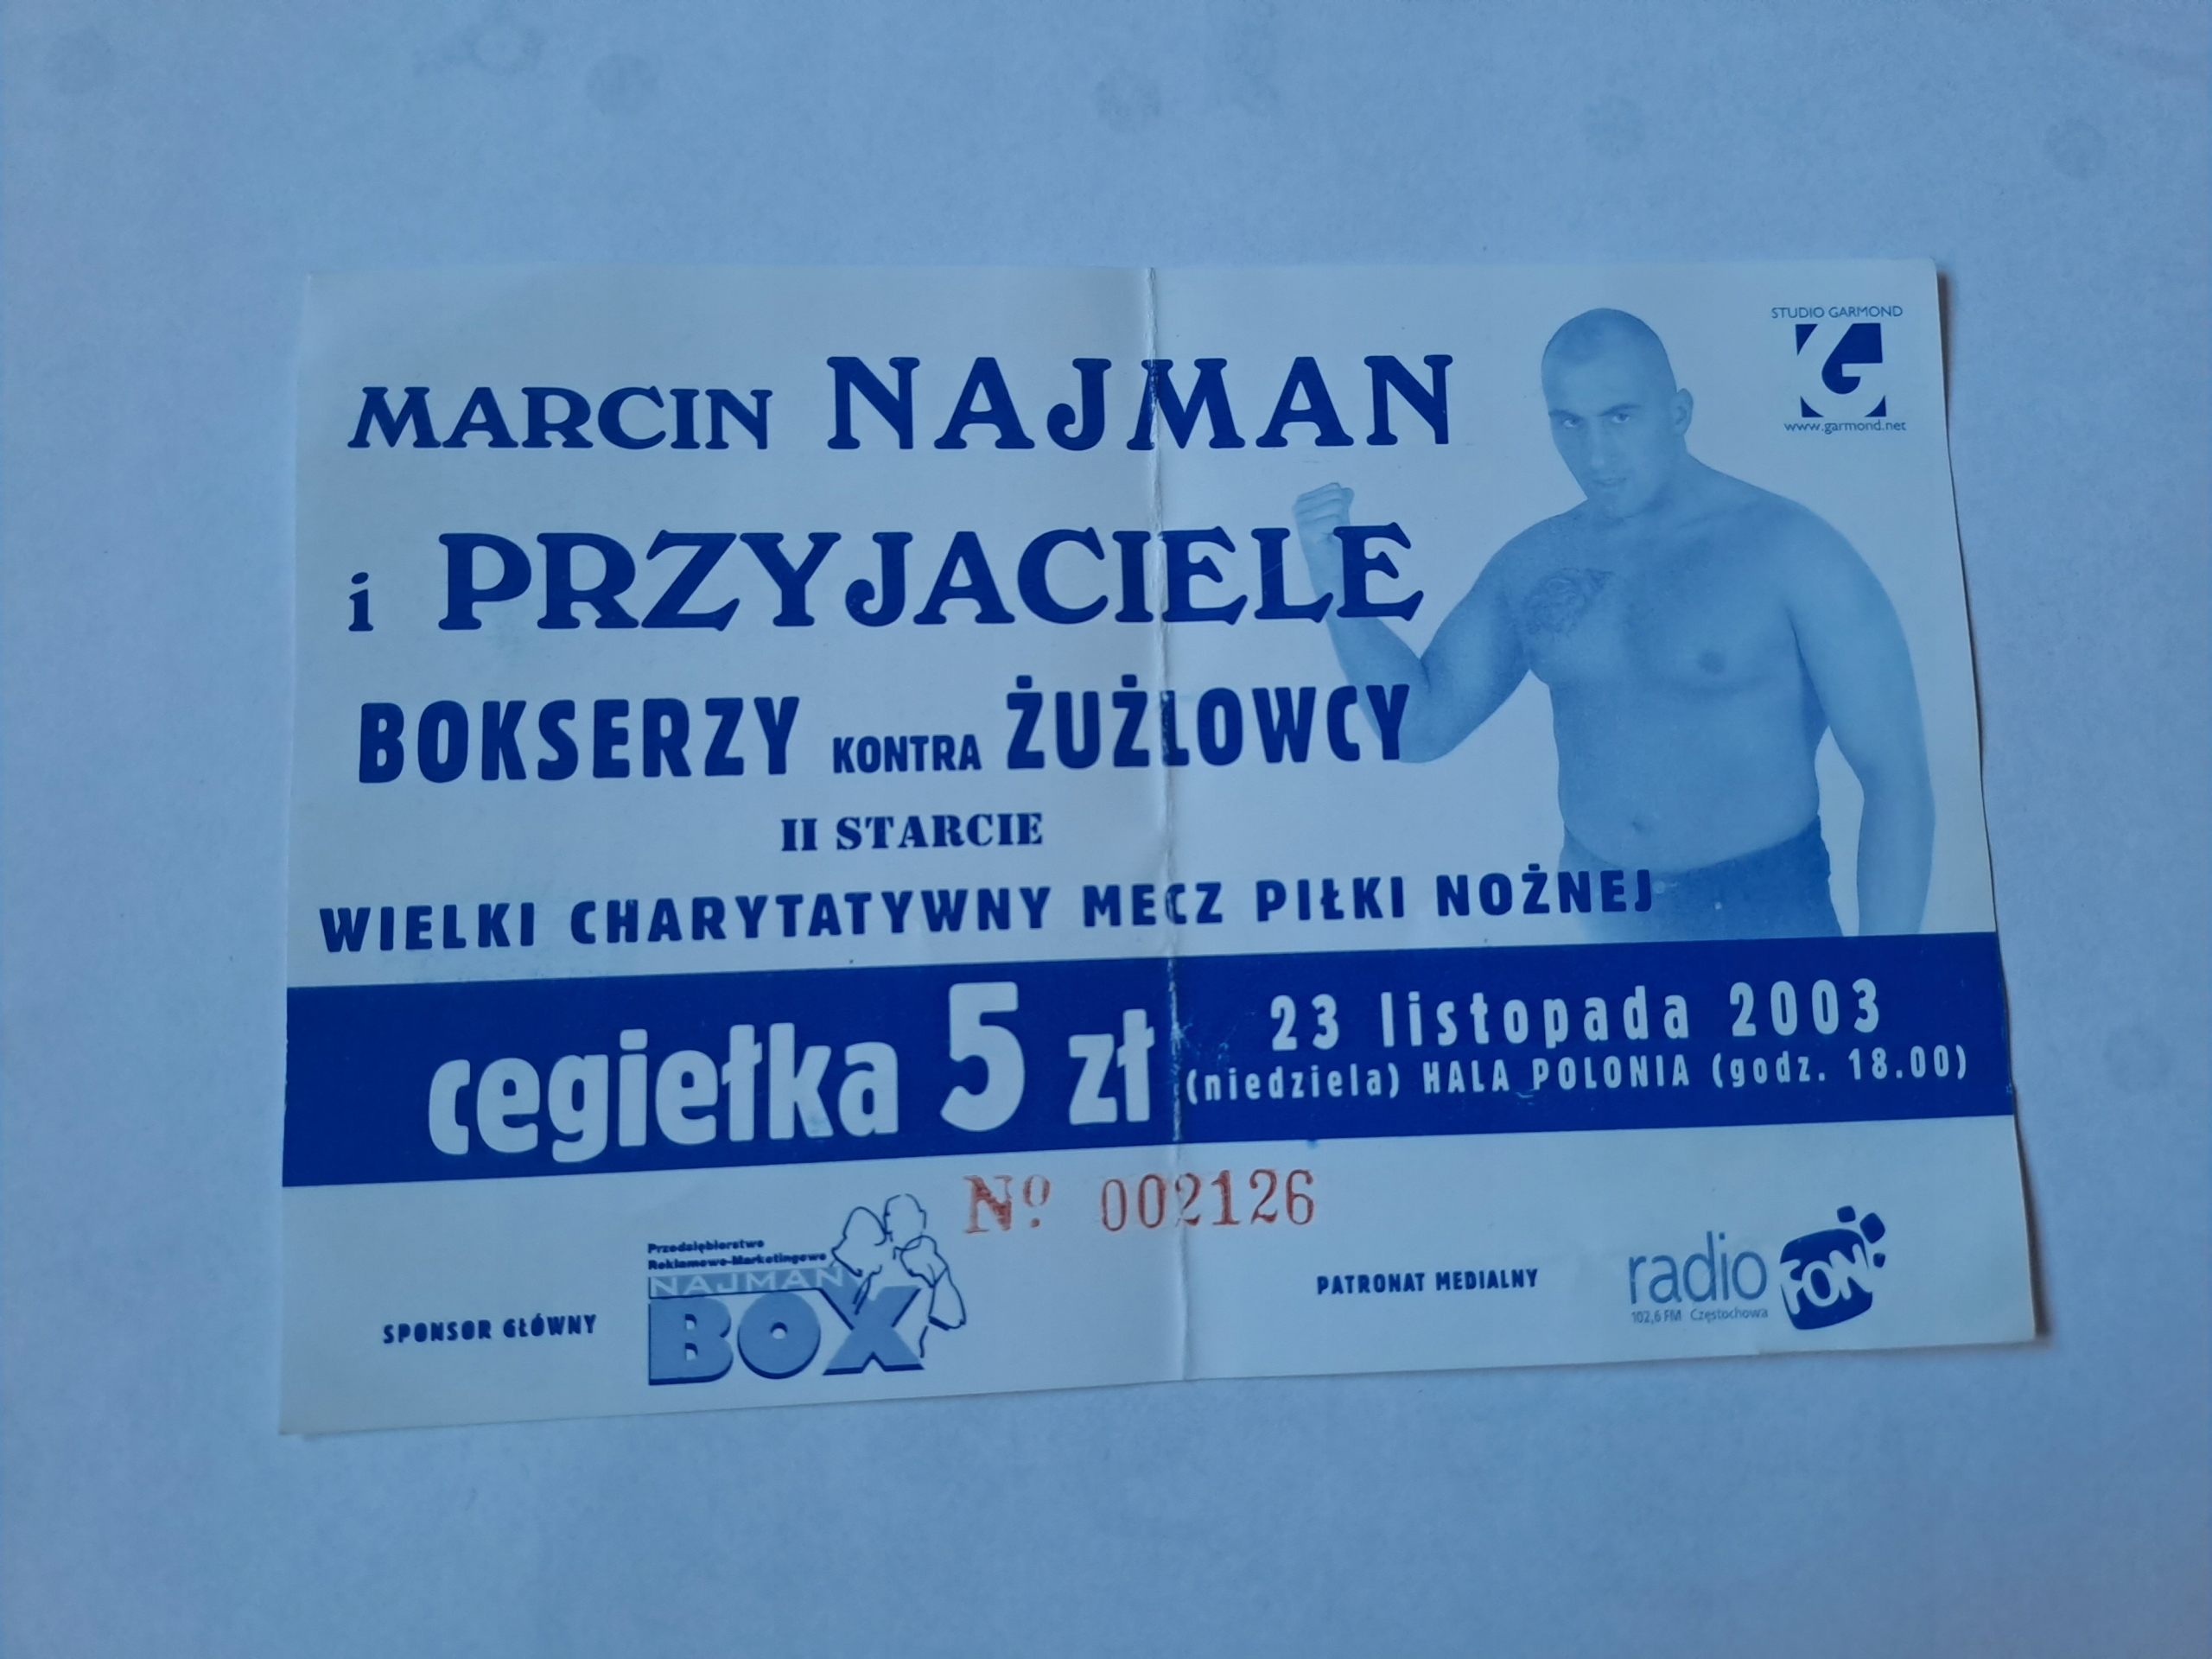 STUDIO GARMOND
www.garmond.net
MARCIN NAJMAN
i PRZYJACIELE
BOKSERZY KONTRA ŻUŻLOWCY
II STARCIE
WIELKI CHARYTATYWNY MECZ PIŁKI NOŻNEJ
cegiełka 5 zł
23 listopada 2003
(niedziela) HALA POLONIA (godz. 18.00)
Nº 002126
SPONSOR GŁÓWNY
Przedsiębiorstwo
Reklamowo-Marketingowe
NAJMAN
BOX
PATRONAT MEDIALNY
radio FON
102,6 FM Częstochowa